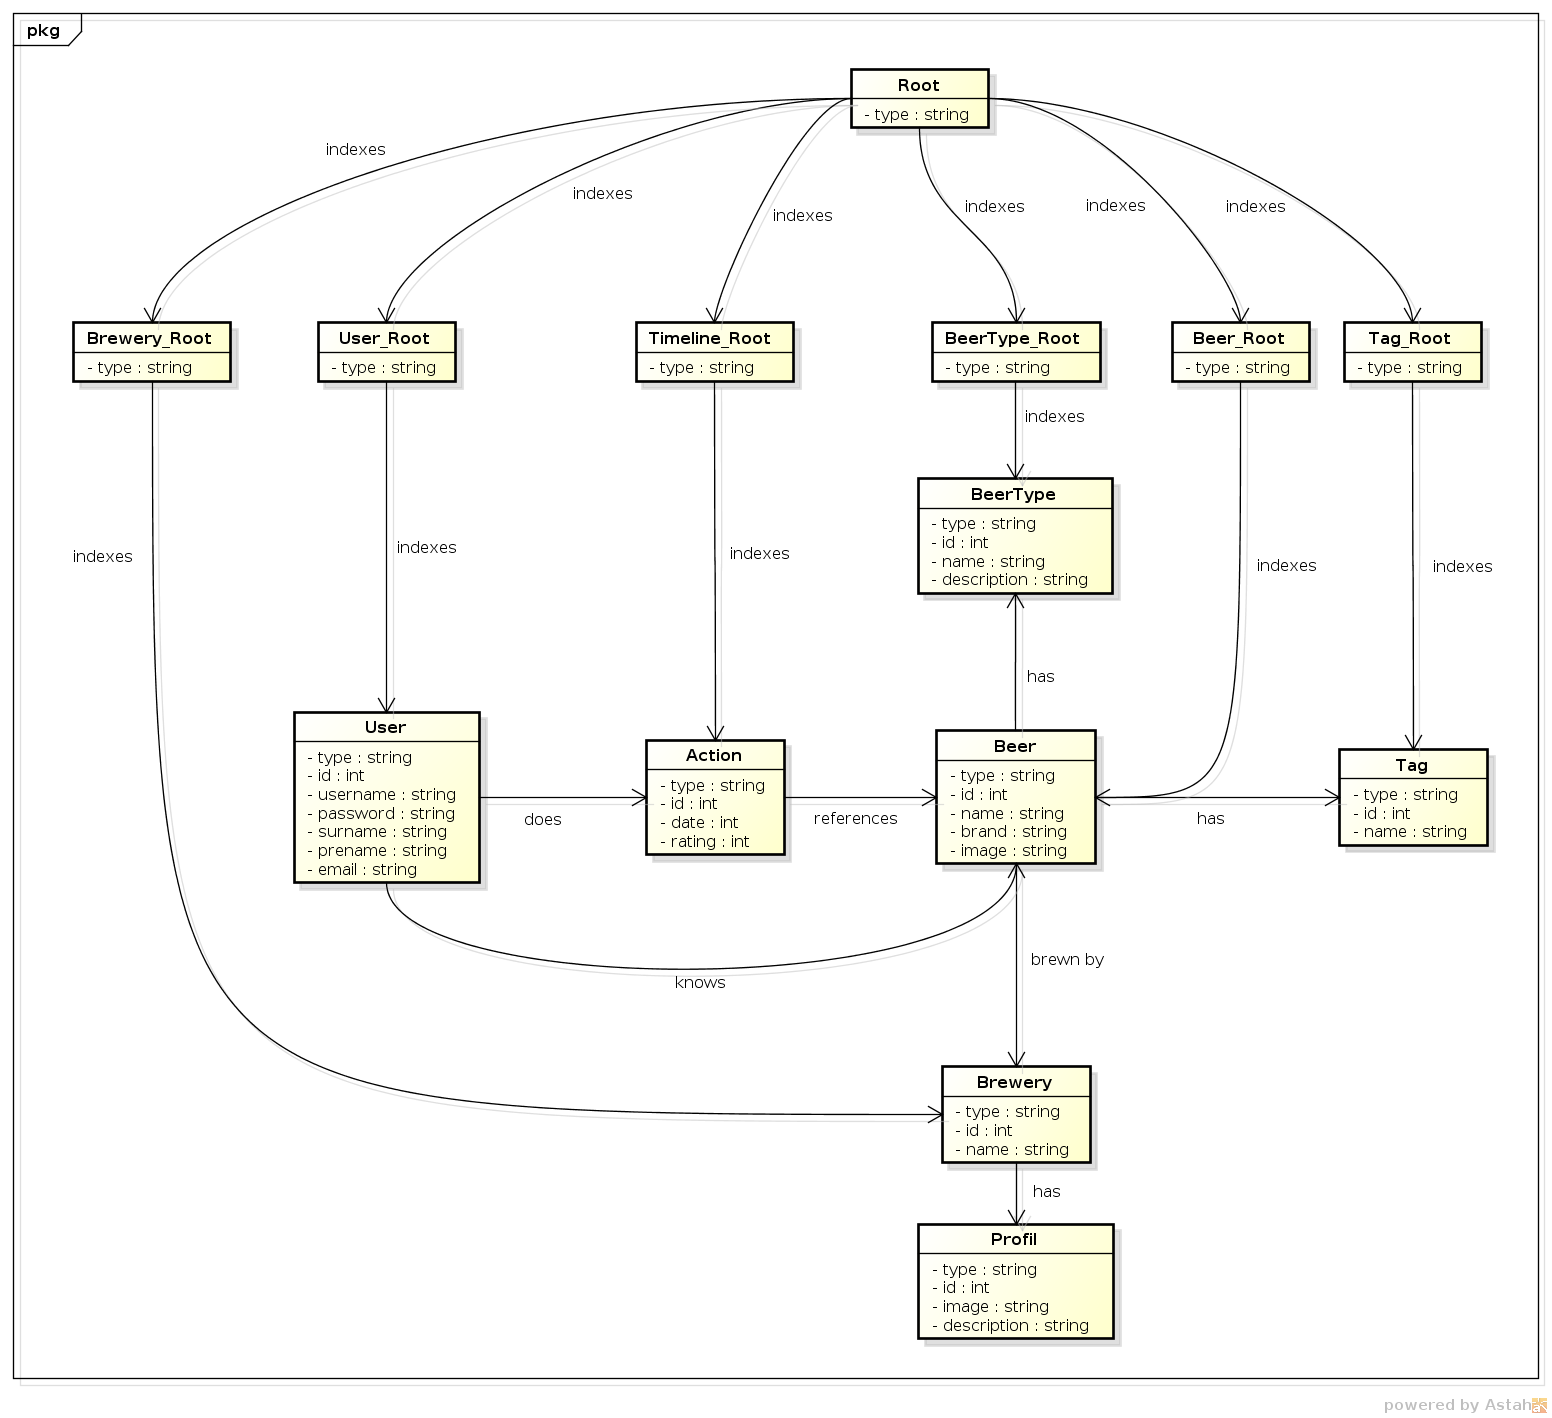 pkg
Root
- type : string
indexes
indexes
indexes
indexes
indexes
indexes
Brewery_Root
- type : string
User_Root
- type : string
Timeline_Root
- type : string
BeerType_Root
- type : string
Beer_Root
- type : string
Tag_Root
- type : string
indexes
indexes
indexes
indexes
indexes
indexes
BeerType
- type : string
- id : int
- name : string
- description : string
has
User
- type : string
- id : int
- username : string
- password : string
- surname : string
- prename : string
- email : string
does
Action
- type : string
- id : int
- date : int
- rating : int
references
Beer
- type : string
- id : int
- name : string
- brand : string
- image : string
has
Tag
- type : string
- id : int
- name : string
knows
brewn by
Brewery
- type : string
- id : int
- name : string
has
Profil
- type : string
- id : int
- image : string
- description : string
powered by Astah